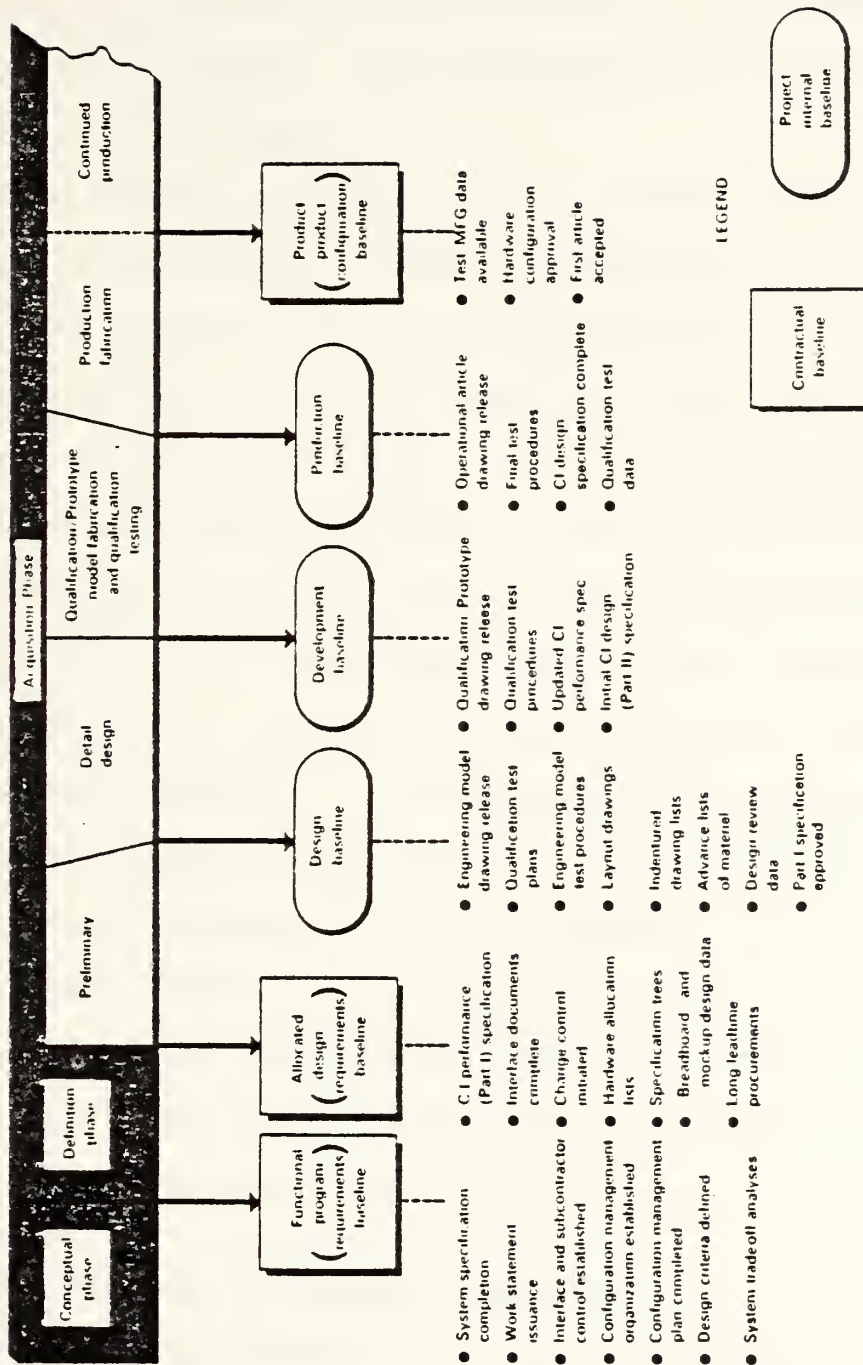 Acquisition Phase
Conceptual
phase
Definition
phase
Preliminary
Detail
design
Qualification/Prototype
model fabrication
and qualification
testing
Production
fabrication
Continued
production
Functional
program
(requirements)
baseline
Allocated
design
(requirements)
baseline
Design
baseline
Development
baseline
Production
baseline
Product
product
(configuration)
baseline
● System specification
completion
● Work statement
issuance
● Interface and subcontractor
control established
● Configuration management
organization established
● Configuration management
plan completed
● Design criteria defined
● System tradeoff analyses
● C.I performance
(Part I) specification
● Interface documents
complete
● Change control
initiated
● Hardware allocation
lists
● Specification trees
● Breadboard and
mockup design data
● Long leadtime
procurements
● Engineering model
drawing release
● Qualification test
plans
● Engineering model
test procedures
● Layout drawings
● Indentured
drawing lists
● Advance lists
of material
● Design review
data
● Part I specification
approved
● Qualification Prototype
drawing release
● Qualification test
procedures
● Updated CI
performance spec
● Initial CI design
(Part II) specification
● Operational article
drawing release
● Final test
procedures
● CI design
specification complete
● Qualification test
data
● Test MFG data
available
● Hardware
configuration
approval
● First article
accepted
LEGEND
Contractual
baseline
Project
internal
baseline